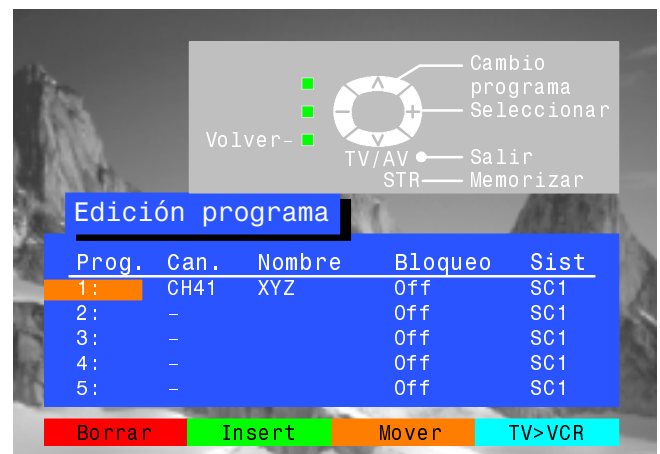 Cambio
programa
Seleccionar
Volver-
TV/AV Salir
STR Memorizar
Edición programa
Prog. Can. Nombre Bloqueo Sist
1: CH41 XYZ Off SC1
2: – Off SC1
3: – Off SC1
4: – Off SC1
5: – Off SC1
Borrar Insert Mover TV>VCR